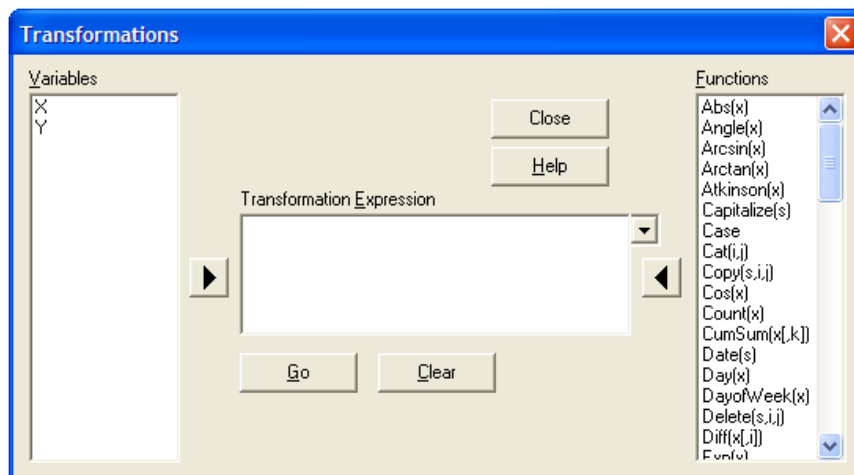 Transformations
Variables
X
Y
Close
Help
Transformation Expression
Go
Clear
Functions
Abs(x)
Angle(x)
Arcsin(x)
Arctan(x)
Atkinson(x)
Capitalize(s)
Case
Cat(i,j)
Copy(s,i,j)
Cos(x)
Count(x)
CumSum(x[,k])
Date(s)
Day(x)
DayofWeek(x)
Delete(s,i,j)
Diff(x[,i])
Exp(x)